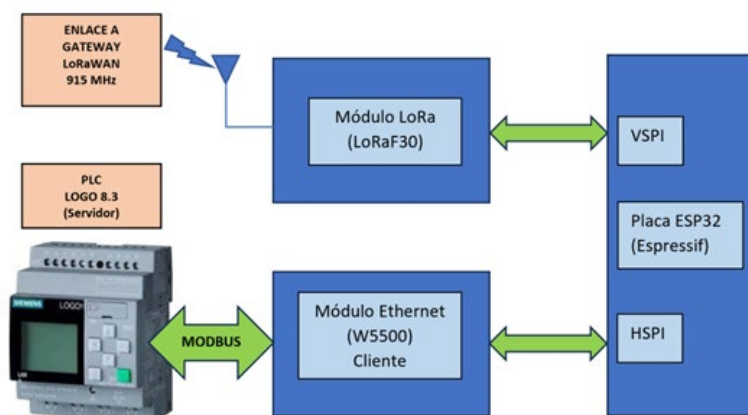 ENLACE A
GATEWAY
LoRaWAN
915 MHz
Módulo LoRa
(LoRaF30)
VSPI
PLC
LOGO 8.3
(Servidor)
Placa ESP32
(Espressif)
SIEMENS
LOGO!
MODBUS
Módulo Ethernet
(W5500)
Cliente
HSPI